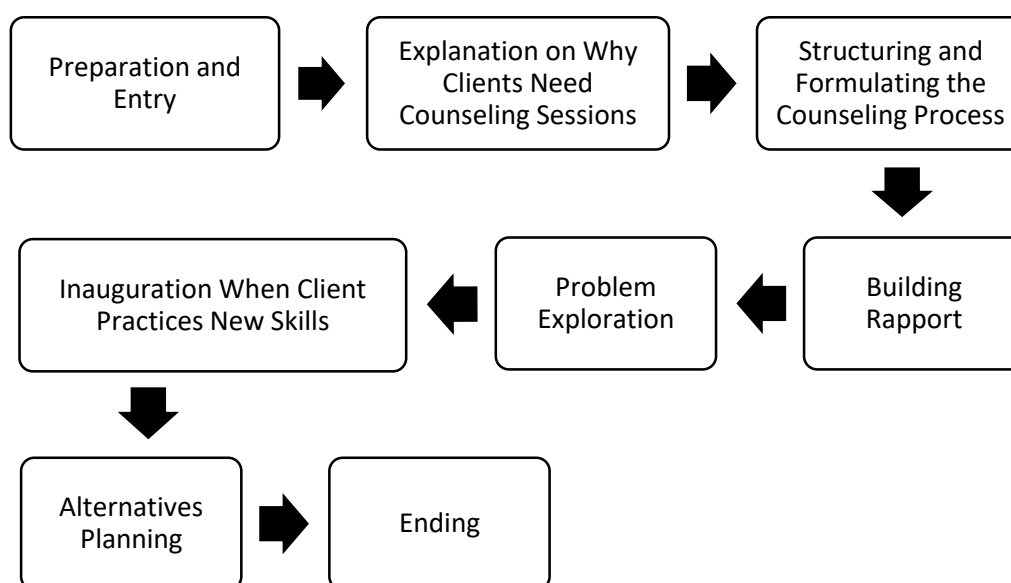 Preparation and
Entry
Explanation on Why
Clients Need
Counseling Sessions
Structuring and
Formulating the
Counseling Process
Building
Rapport
Problem
Exploration
Inauguration When Client
Practices New Skills
Alternatives
Planning
Ending